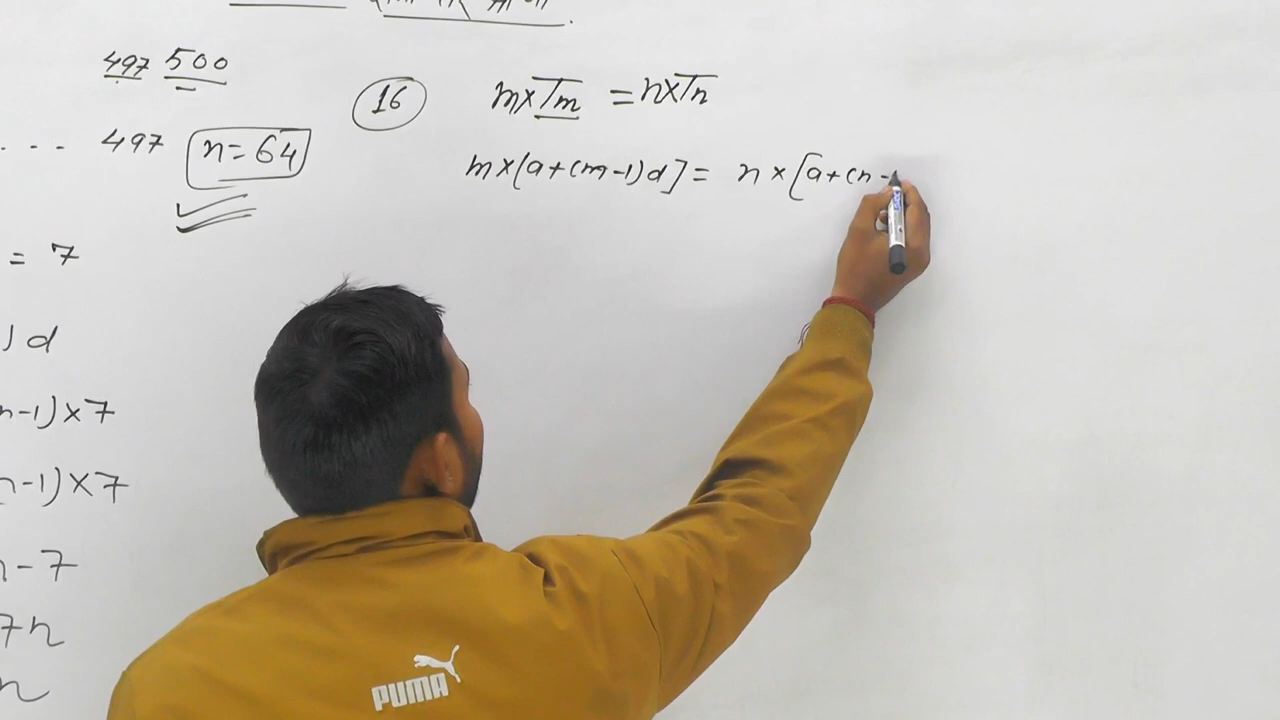 497 500
... 497 n=64
= 7
) d
n-1) × 7
n-1) × 7
n - 7
7n
n
16 m×Tm = n×Tn
m×[a+(m-1)d] = n×[a+(n-
PUMA